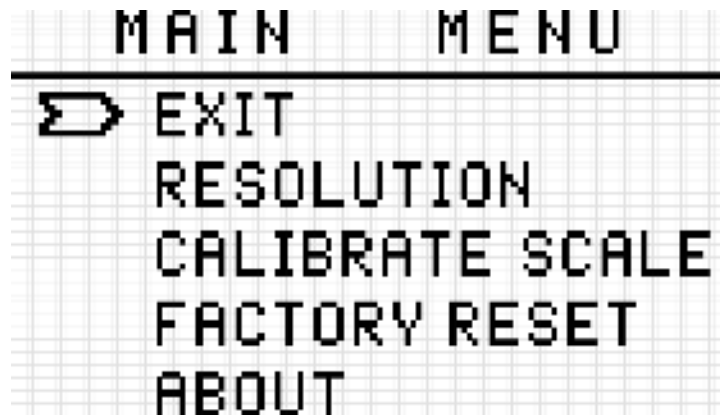 MAIN MENU
EXIT
RESOLUTION
CALIBRATE SCALE
FACTORY RESET
ABOUT